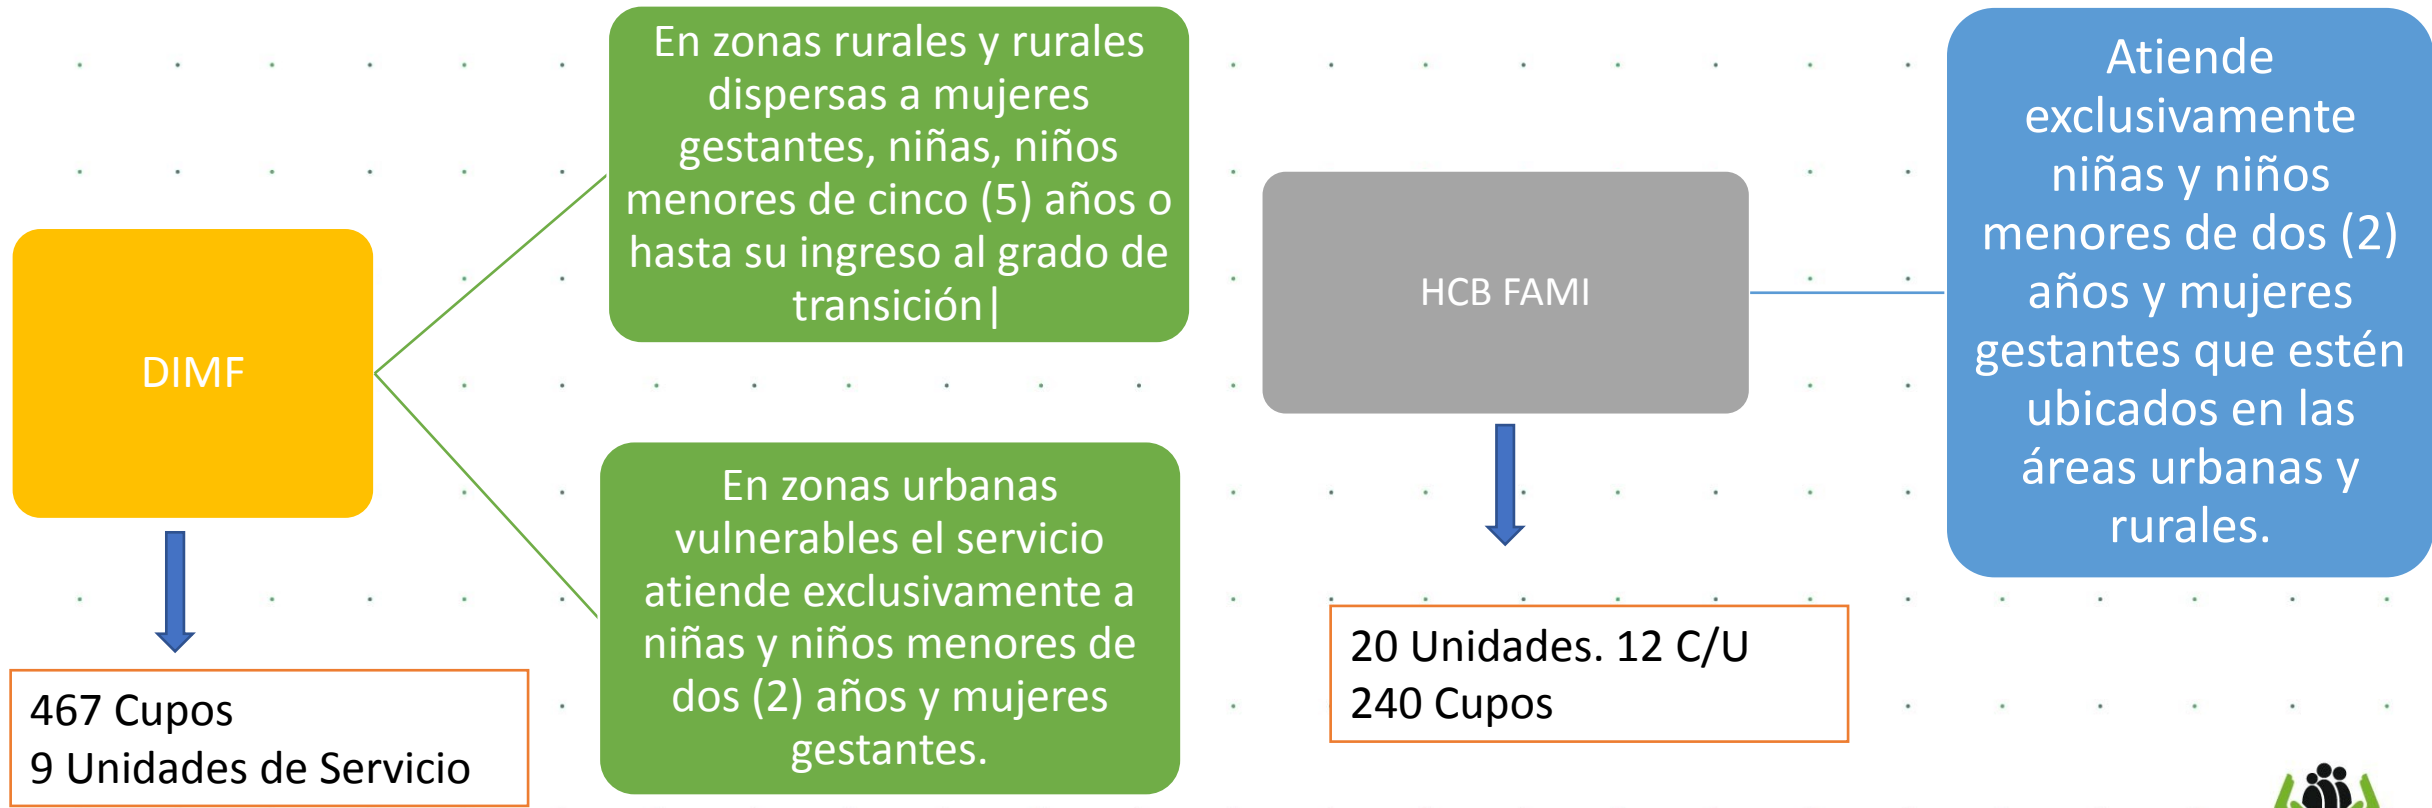 DIMF
En zonas rurales y rurales
dispersas a mujeres
gestantes, niñas, niños
menores de cinco (5) años o
hasta su ingreso al grado de
transición|
En zonas urbanas
vulnerables el servicio
atiende exclusivamente a
niñas y niños menores de
dos (2) años y mujeres
gestantes.
467 Cupos
9 Unidades de Servicio
HCB FAMI
Atiende
exclusivamente
niñas y niños
menores de dos (2)
años y mujeres
gestantes que estén
ubicados en las
áreas urbanas y
rurales.
20 Unidades. 12 C/U
240 Cupos